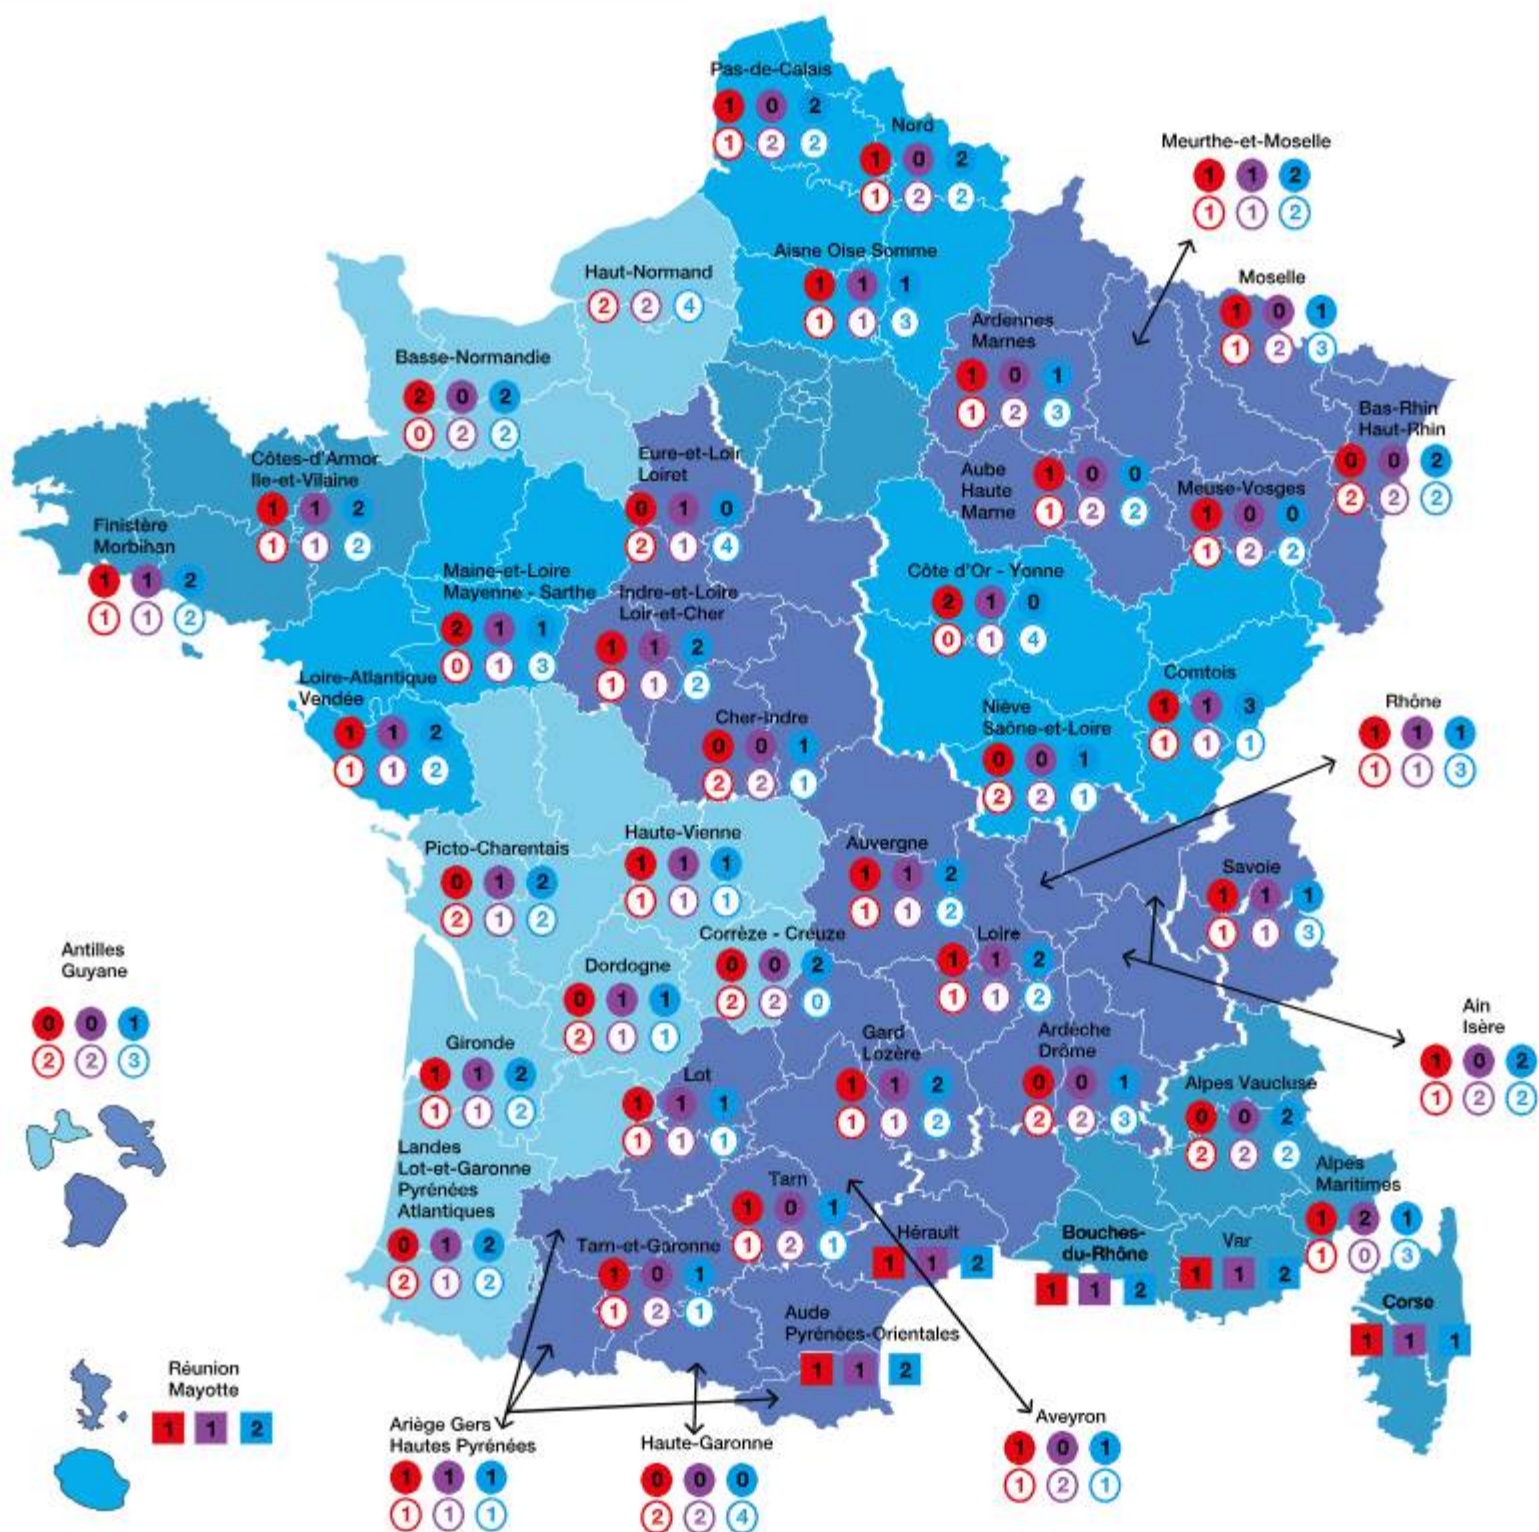 Pas-de-Calais
1 0 2
1 2 2
Nord
1 0 2
1 2 2
Meurthe-et-Moselle
1 1 2
1 1 2
Aisne Oise Somme
1 1 1
1 1 3
Haut-Normand
2 2 4
Moselle
1 0 1
1 2 3
Ardennes
Marnes
1 0 1
1 2 3
Basse-Normandie
2 0 2
0 2 2
Bas-Rhin
Haut-Rhin
0 0 2
2 2 2
Côtes-d'Armor
Ile-et-Vilaine
1 1 2
1 1 2
Eure-et-Loir
Loiret
0 1 0
2 1 4
Aube
Haute
Marne
1 0 0
1 2 2
Meuse-Vosges
1 0 0
1 2 2
Finistère
Morbihan
1 1 2
1 1 2
Maine-et-Loire
Mayenne - Sarthe
2 1 1
0 1 3
Indre-et-Loire
Loir-et-Cher
1 1 2
1 1 2
Côte d'Or - Yonne
2 1 0
0 1 4
Loire-Atlantique
Vendée
1 1 2
1 1 2
Cher-Indre
0 0 1
2 2 1
Niève
Saône-et-Loire
0 0 1
2 2 1
Comtois
1 1 3
1 1 1
Rhône
1 1 1
1 1 3
Picto-Charentais
0 1 2
2 1 2
Haute-Vienne
1 1 1
1 1 1
Auvergne
1 1 2
1 1 2
Savoie
1 1 1
1 1 3
Antilles
Guyane
0 0 1
2 2 3
Dordogne
0 1 1
2 1 1
Corrèze - Creuze
0 0 2
2 2 0
Loire
1 1 2
1 1 2
Ain
Isère
1 0 2
1 2 2
Gironde
1 1 2
1 1 2
Lot
1 1 1
1 1 1
Gard
Lozère
1 1 2
1 1 2
Ardèche
Drôme
0 0 1
2 2 3
Alpes Vaucluse
0 0 2
2 2 2
Landes
Lot-et-Garonne
Pyrénées
Atlantiques
0 1 2
2 1 2
Tarn
1 0 1
1 2 1
Alpes
Maritimes
1 2 1
1 0 3
Tarn-et-Garonne
1 0 1
1 2 1
Hérault
1 1 2
Bouches-
du-Rhône
1 1 2
Var
1 1 2
Corse
1 1 1
Aude
Pyrénées-Orientales
1 1 2
Réunion
Mayotte
1 1 2
Ariège Gers
Hautes Pyrénées
1 1 1
1 1 1
Haute-Garonne
0 0 0
2 2 4
Aveyron
1 0 1
1 2 1